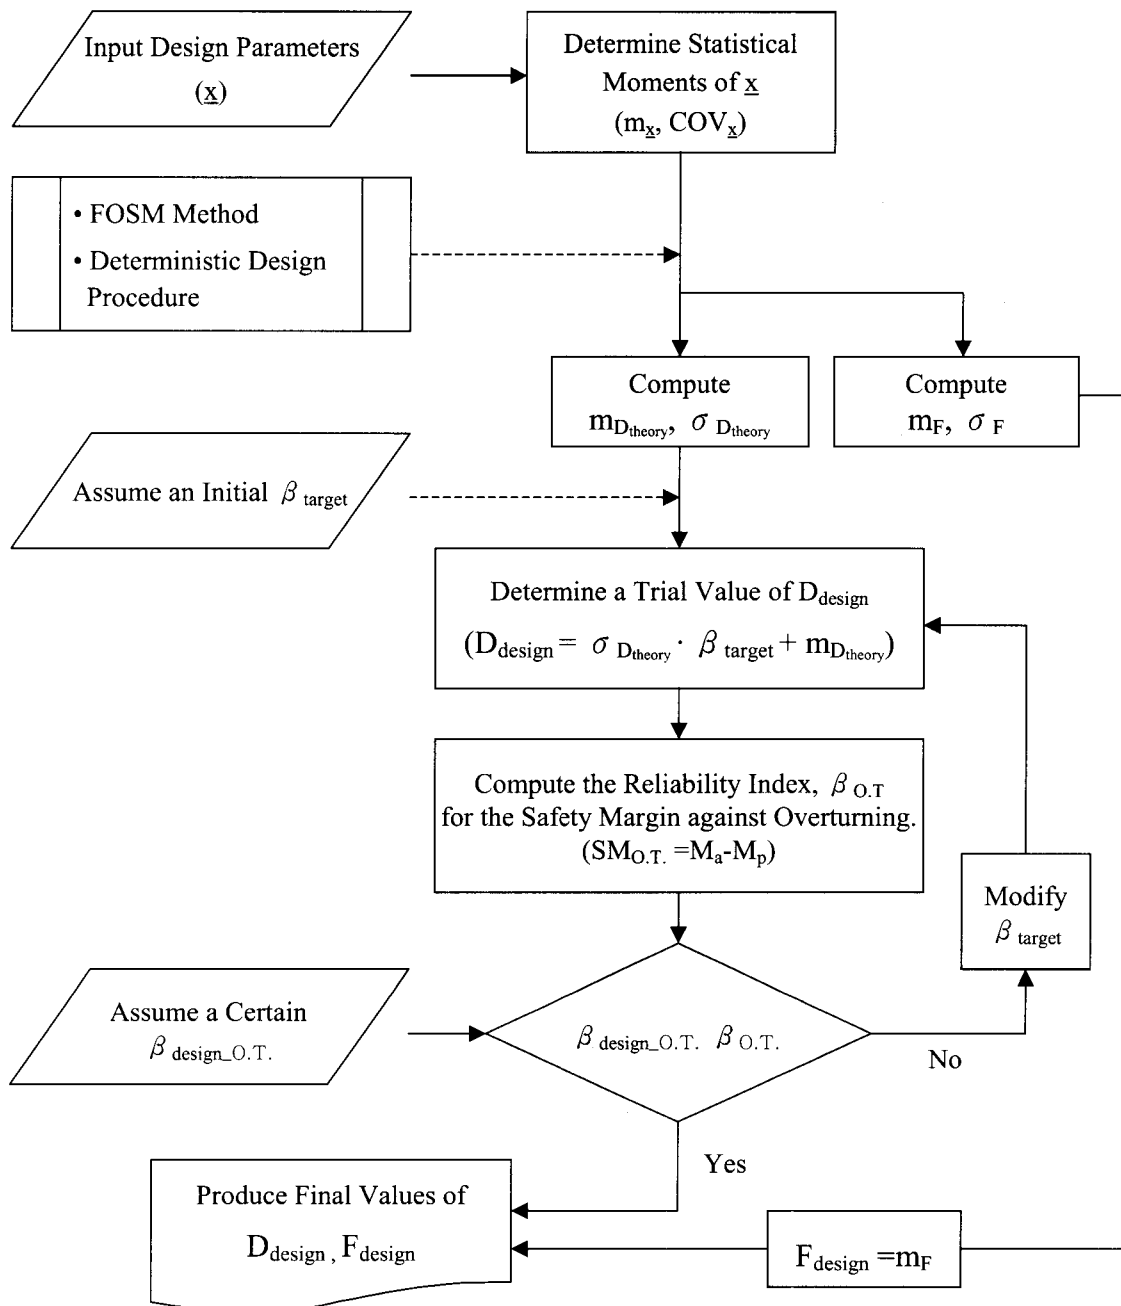 Input Design Parameters
(x)
Determine Statistical
Moments of x
(mx, COVx)
• FOSM Method
• Deterministic Design
Procedure
Compute
mDtheory, σ Dtheory
Compute
mF, σ F
Assume an Initial β target
Determine a Trial Value of Ddesign
(Ddesign = σ Dtheory · β target + mDtheory)
Compute the Reliability Index, β O.T
for the Safety Margin against Overturning.
(SMO.T. =Ma-Mp)
Modify
β target
Assume a Certain
β design_O.T.
β design_O.T. β O.T.
No
Yes
Produce Final Values of
Ddesign , Fdesign
Fdesign =mF